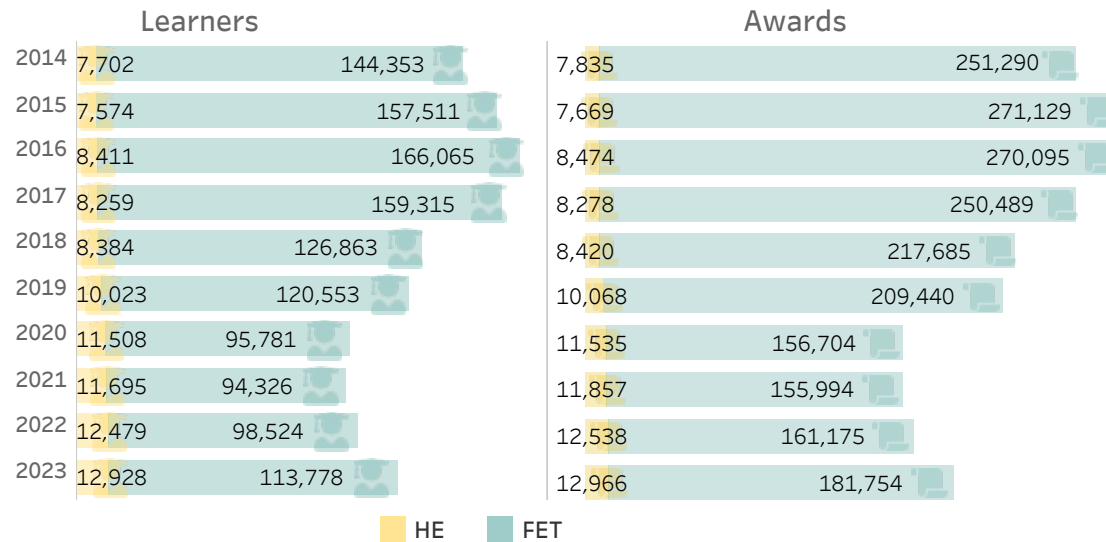 Learners Awards
2014 7,702 144,353 7,835 251,290
2015 7,574 157,511 7,669 271,129
2016 8,411 166,065 8,474 270,095
2017 8,259 159,315 8,278 250,489
2018 8,384 126,863 8,420 217,685
2019 10,023 120,553 10,068 209,440
2020 11,508 95,781 11,535 156,704
2021 11,695 94,326 11,857 155,994
2022 12,479 98,524 12,538 161,175
2023 12,928 113,778 12,966 181,754
HE FET